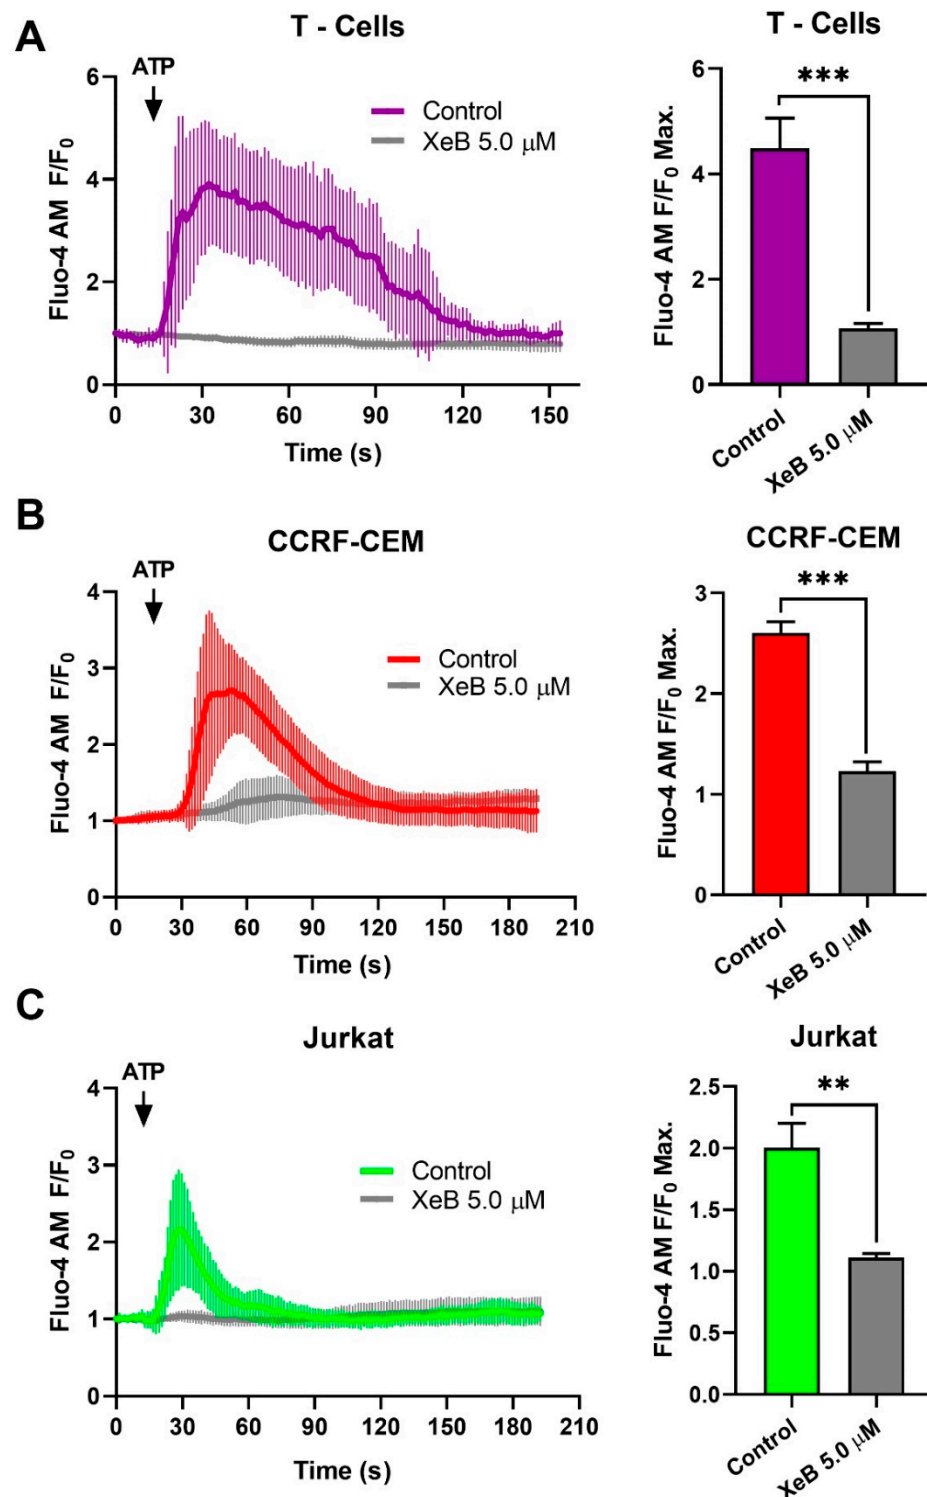 A
T - Cells
ATP
Control
XeB 5.0 μM
Fluo-4 AM F/F0
6
4
2
0
0 30 60 90 120 150
Time (s)
T - Cells
***
Fluo-4 AM F/F0 Max.
6
4
2
0
Control
XeB 5.0 μM
B
CCRF-CEM
ATP
Control
XeB 5.0 μM
Fluo-4 AM F/F0
4
3
2
1
0
0 30 60 90 120 150 180 210
Time (s)
CCRF-CEM
***
Fluo-4 AM F/F0 Max.
3
2
1
0
Control
XeB 5.0 μM
C
Jurkat
ATP
Control
XeB 5.0 μM
Fluo-4 AM F/F0
4
3
2
1
0
0 30 60 90 120 150 180 210
Time (s)
Jurkat
**
Fluo-4 AM F/F0 Max.
2.5
2.0
1.5
1.0
0.5
0.0
Control
XeB 5.0 μM